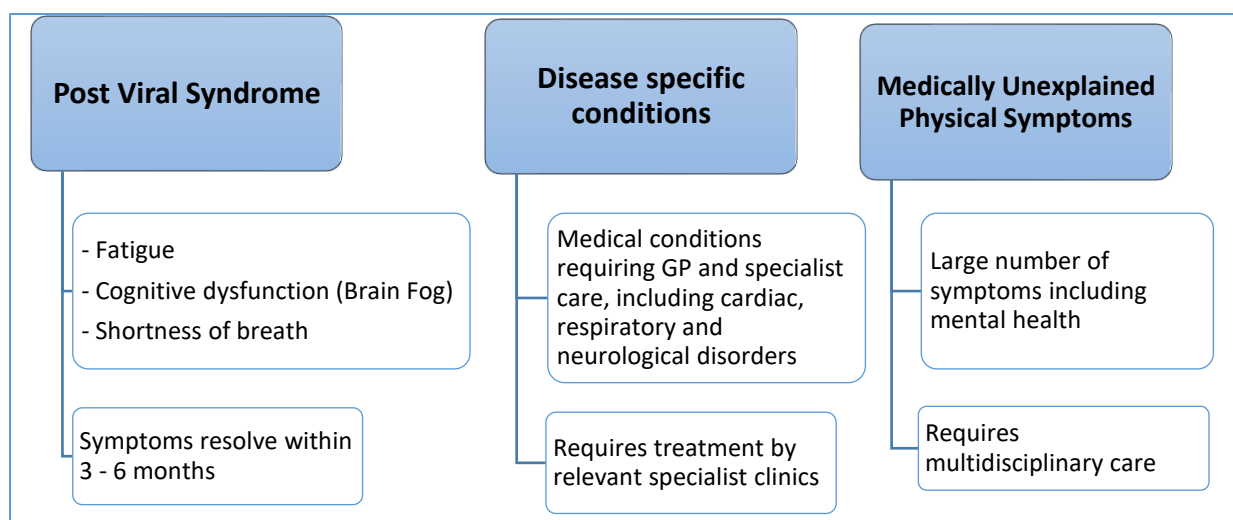 Post Viral Syndrome
- Fatigue
- Cognitive dysfunction (Brain Fog)
- Shortness of breath
Symptoms resolve within
3 - 6 months
Disease specific
conditions
Medical conditions
requiring GP and specialist
care, including cardiac,
respiratory and
neurological disorders
Requires treatment by
relevant specialist clinics
Medically Unexplained
Physical Symptoms
Large number of
symptoms including
mental health
Requires
multidisciplinary care